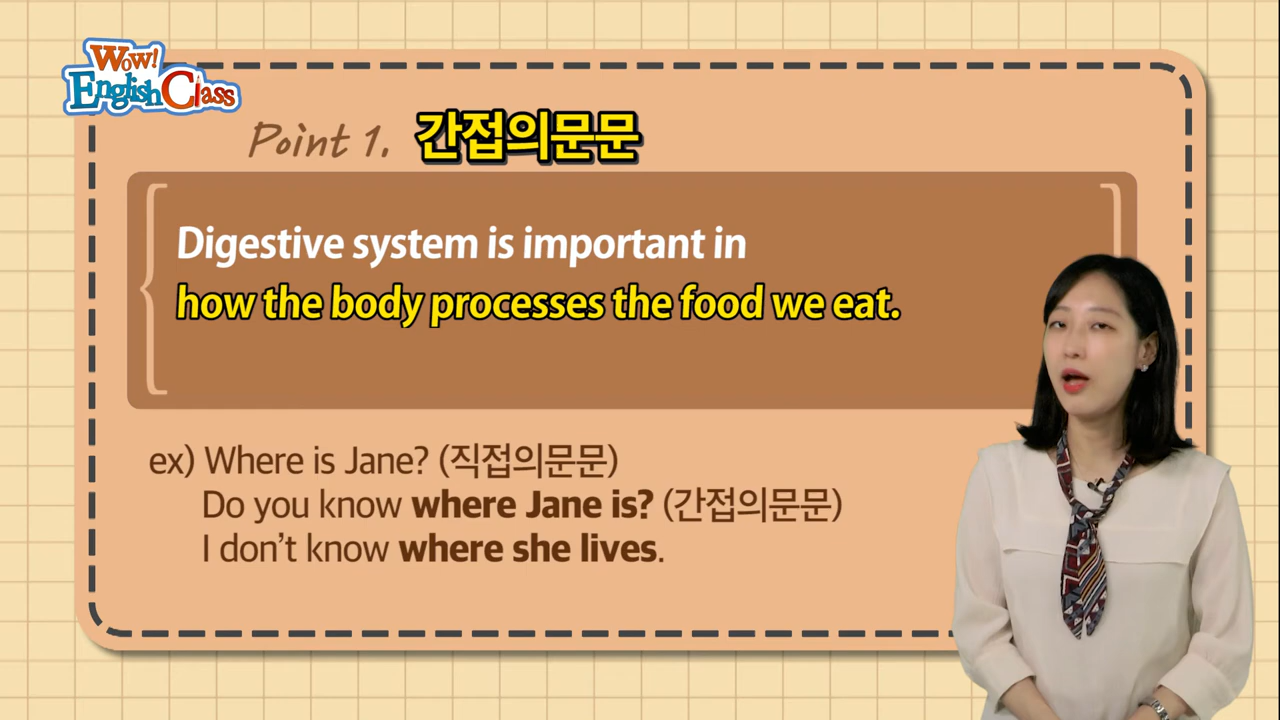 Wow!
English Class
Point 1. 간접의문문
Digestive system is important in
how the body processes the food we eat.
ex) Where is Jane? (직접의문문)
Do you know where Jane is? (간접의문문)
I don't know where she lives.